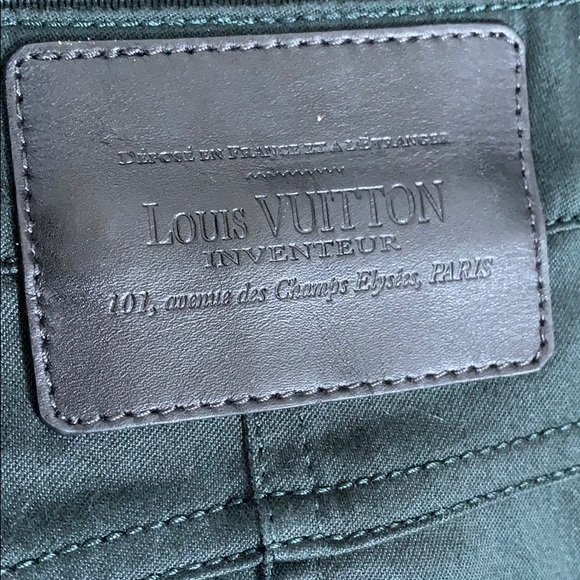 DÉPOSÉ EN FRANCE ET A L'ÉTRANGER
LOUIS VUITTON
INVENTEUR
101, avenue des Champs Elysées, PARIS